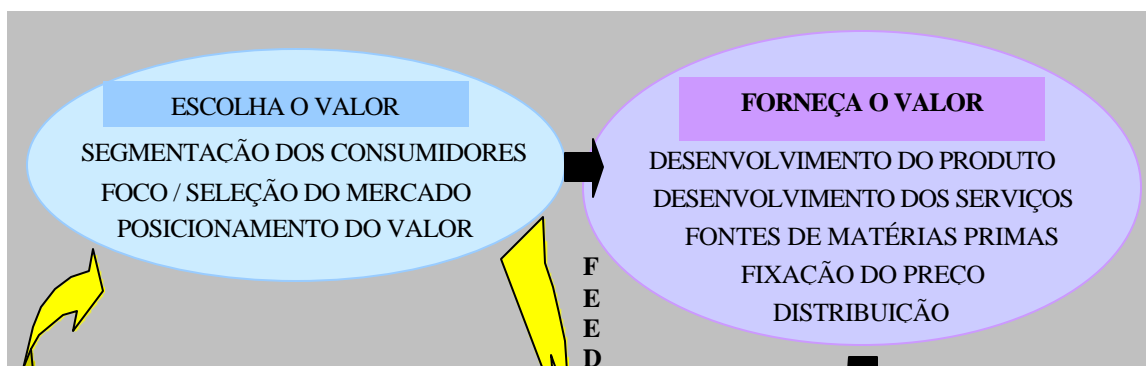 ESCOLHA O VALOR
SEGMENTAÇÃO DOS CONSUMIDORES
FOCO / SELEÇÃO DO MERCADO
POSICIONAMENTO DO VALOR
FORNEÇA O VALOR
DESENVOLVIMENTO DO PRODUTO
DESENVOLVIMENTO DOS SERVIÇOS
FONTES DE MATÉRIAS PRIMAS
FIXAÇÃO DO PREÇO
DISTRIBUIÇÃO
F
E
E
D